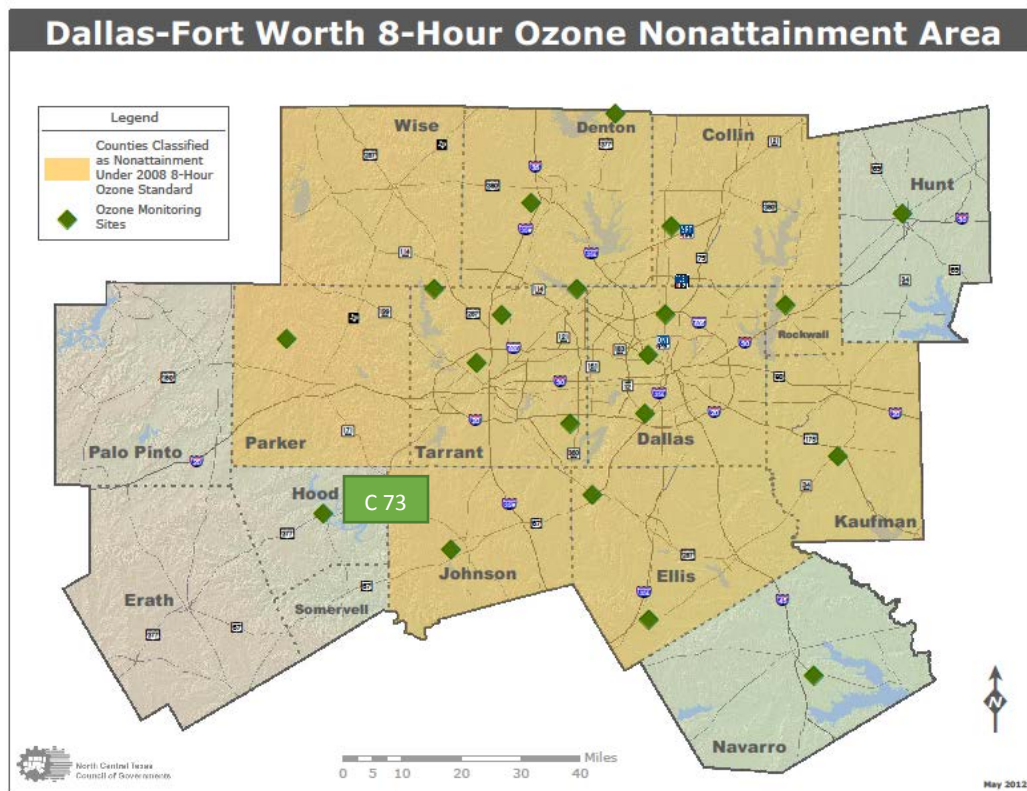 Dallas-Fort Worth 8-Hour Ozone Nonattainment Area
Legend
Counties Classified
as Nonattainment
Under 2008 8-Hour
Ozone Standard
Ozone Monitoring
Sites
Wise
Denton
Collin
Hunt
Rockwall
Palo Pinto
Parker
Tarrant
Dallas
Kaufman
Hood
C 73
Johnson
Ellis
Erath
Somervell
Navarro
Miles
0 5 10 20 30 40
N
North Central Texas
Council of Governments
May 2012